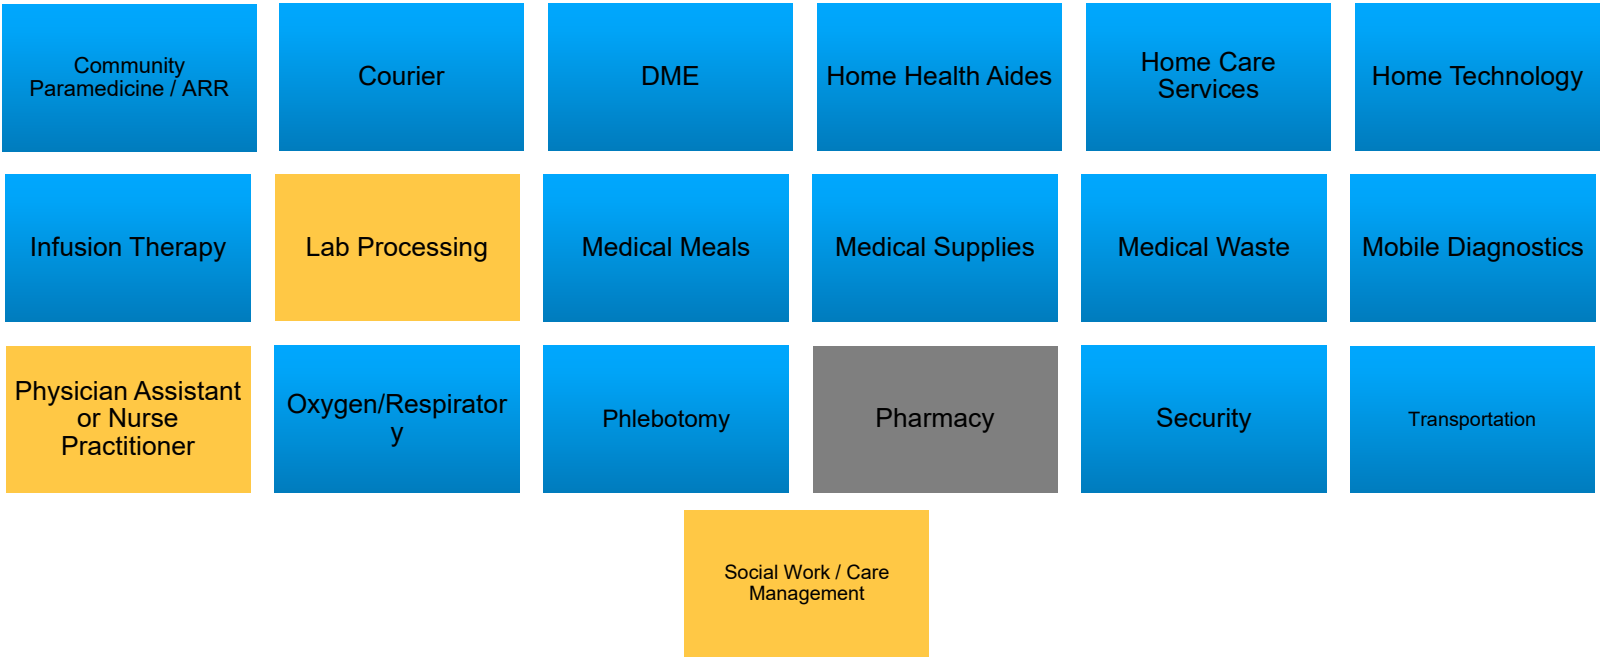 Community
Paramedicine / ARR
Courier
DME
Home Health Aides
Home Care
Services
Home Technology
Infusion Therapy
Lab Processing
Medical Meals
Medical Supplies
Medical Waste
Mobile Diagnostics
Physician Assistant
or Nurse
Practitioner
Oxygen/Respirator
y
Phlebotomy
Pharmacy
Security
Transportation
Social Work / Care
Management